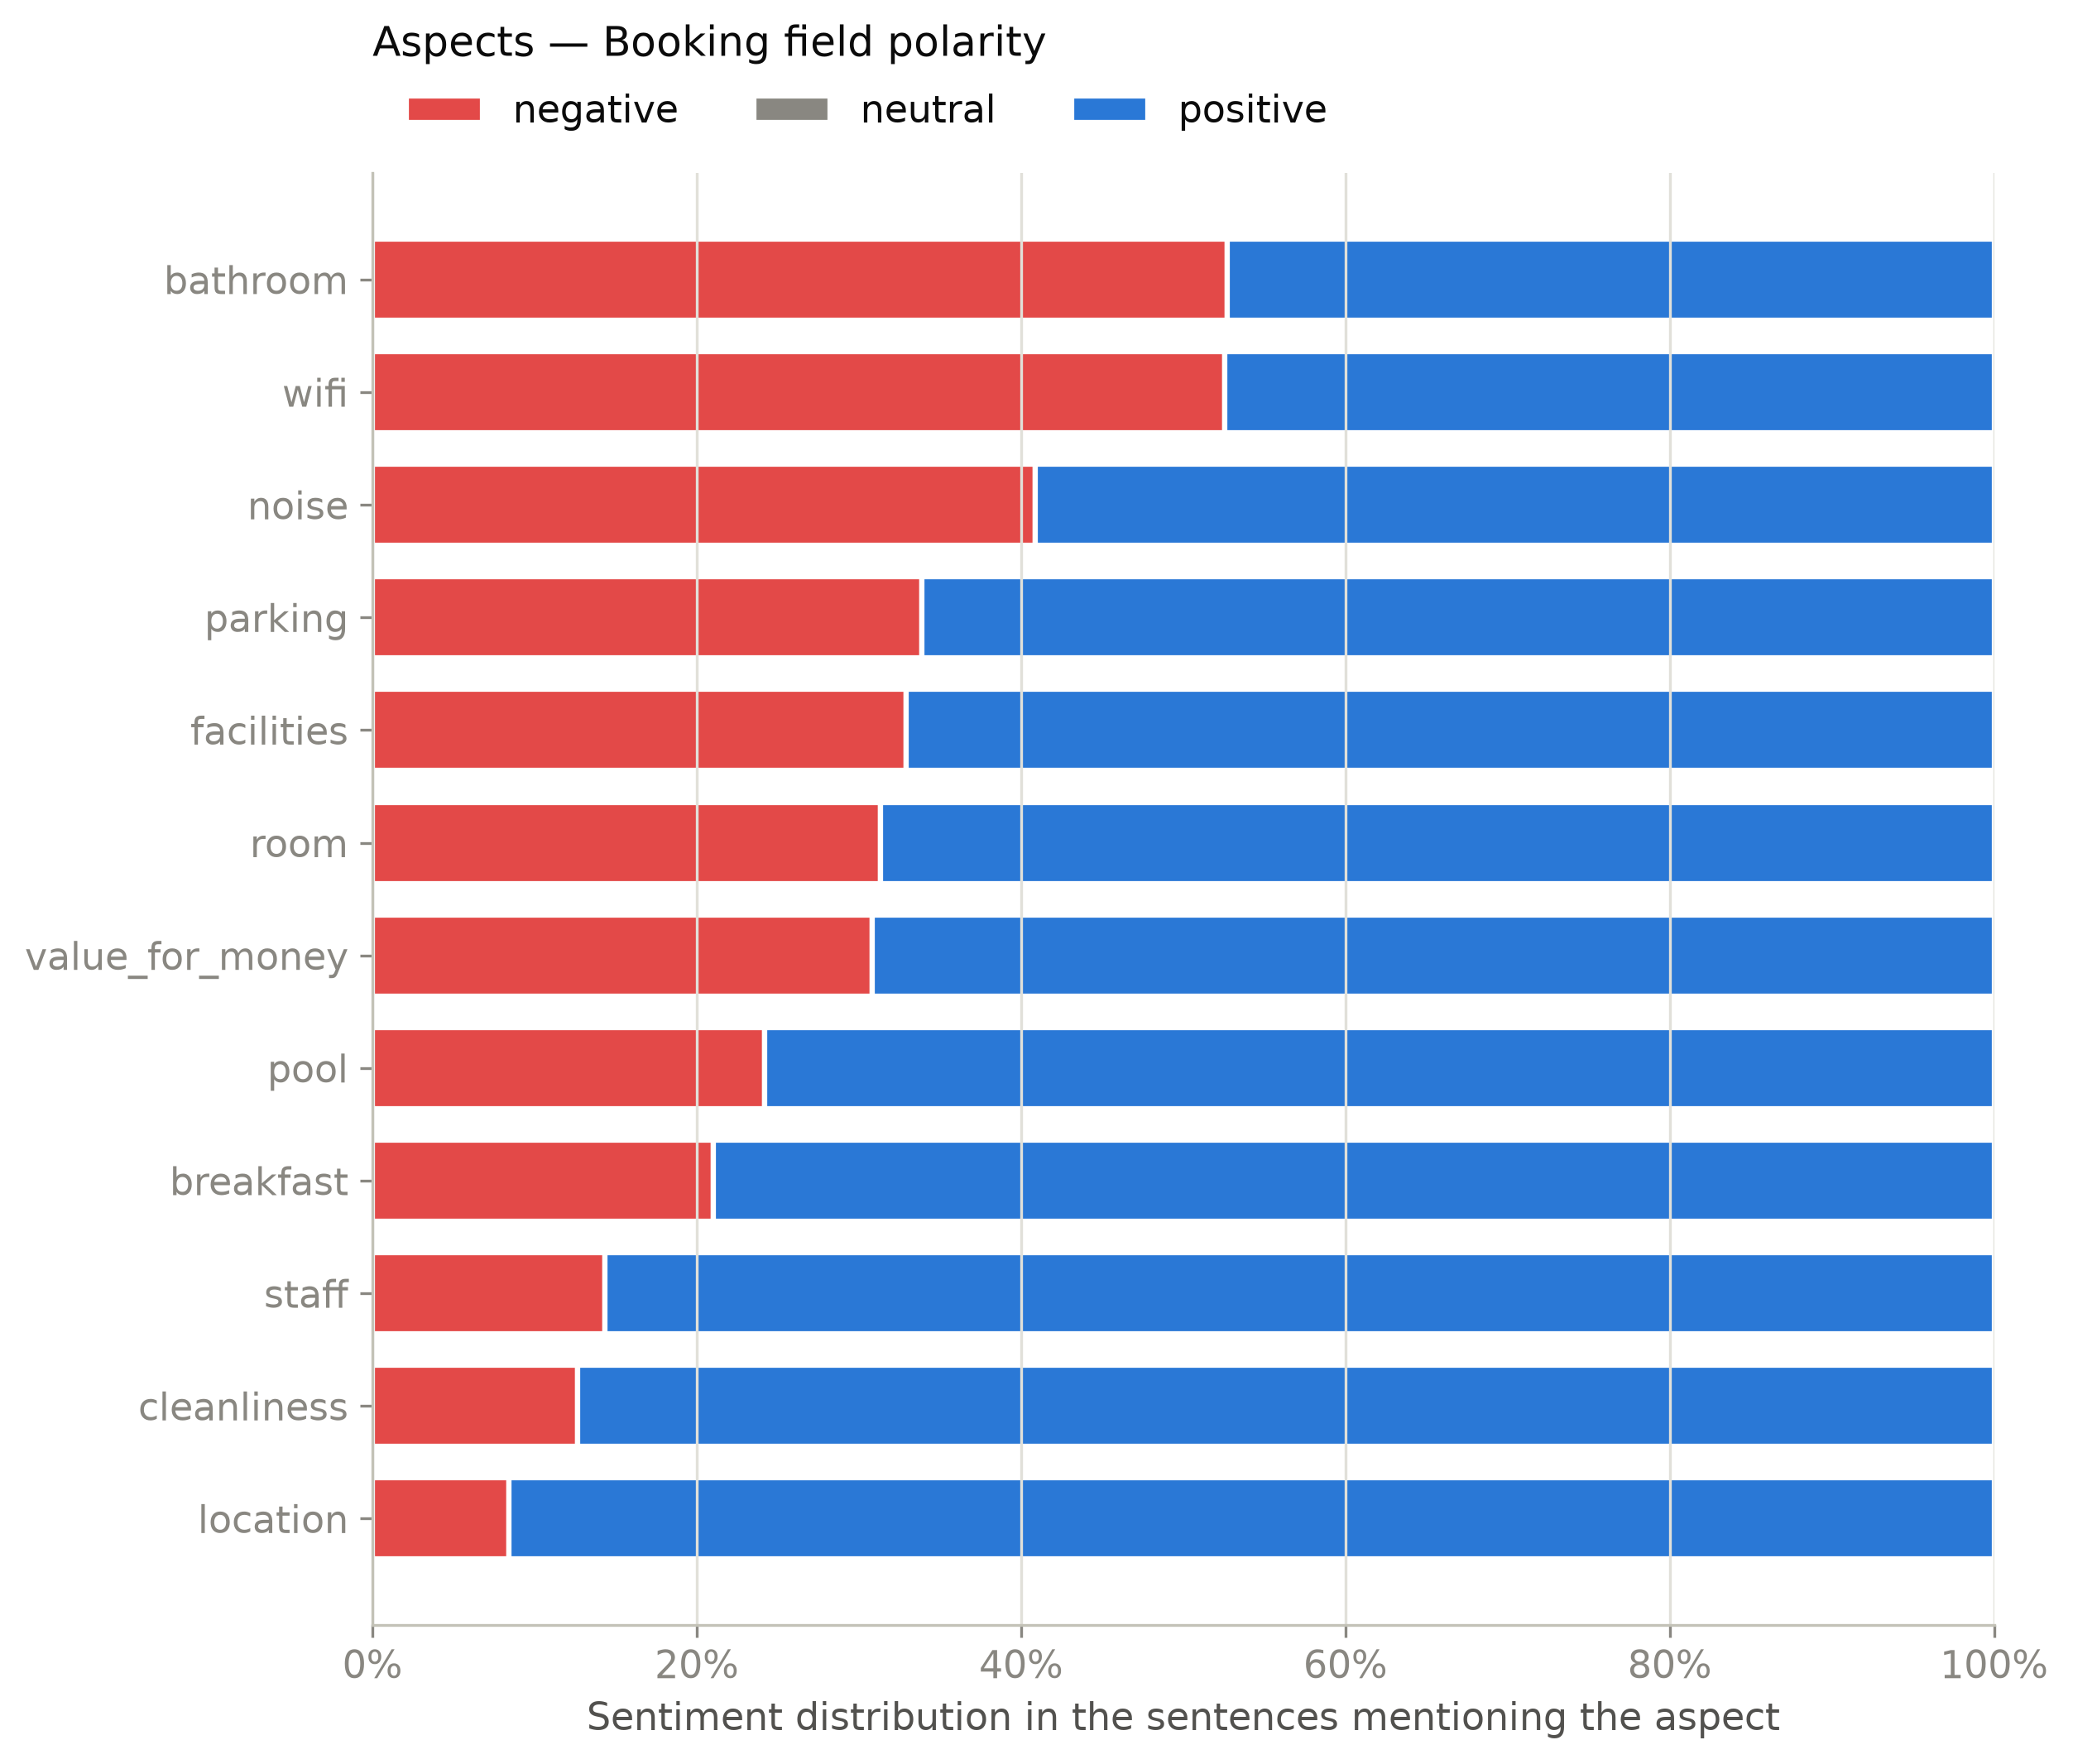 Aspects — Booking field polarity
negative neutral positive
bathroom
wifi
noise
parking
facilities
room
value_for_money
pool
breakfast
staff
cleanliness
location
0% 20% 40% 60% 80% 100%
Sentiment distribution in the sentences mentioning the aspect